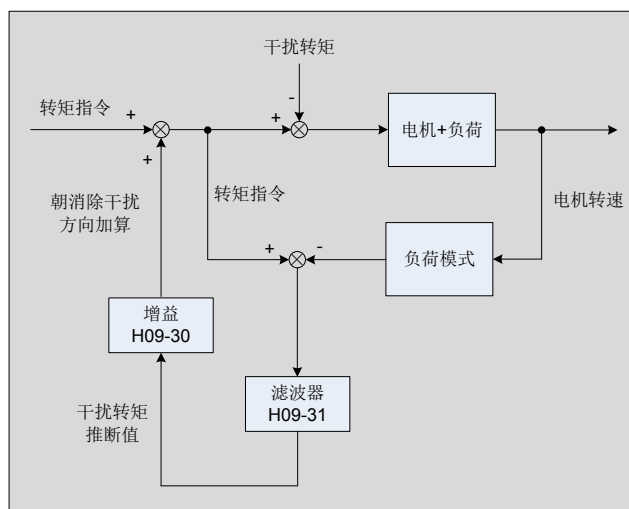 干扰转矩
-
转矩指令
+
+
+
电机+负荷
朝消除干扰
方向加算
转矩指令
电机转速
+
-
负荷模式
增益
H09-30
滤波器
H09-31
干扰转矩
推断值